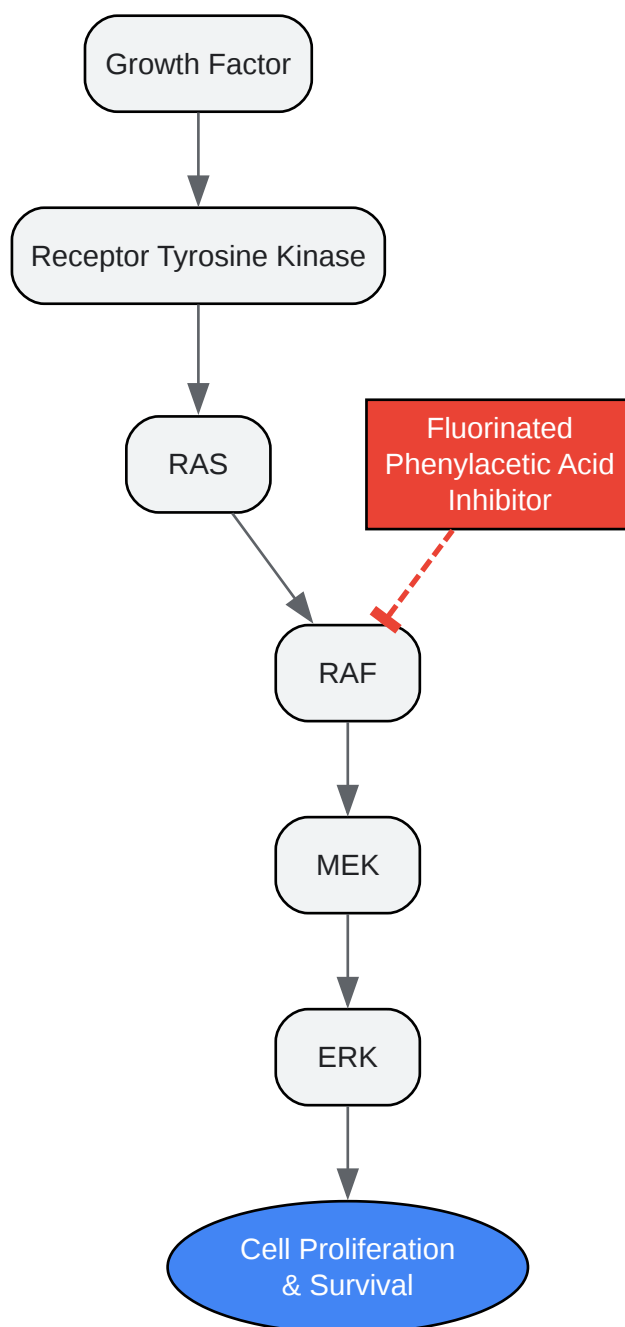 Growth Factor
Receptor Tyrosine Kinase
RAS
Fluorinated
Phenylacetic Acid
Inhibitor
RAF
MEK
ERK
Cell Proliferation
& Survival